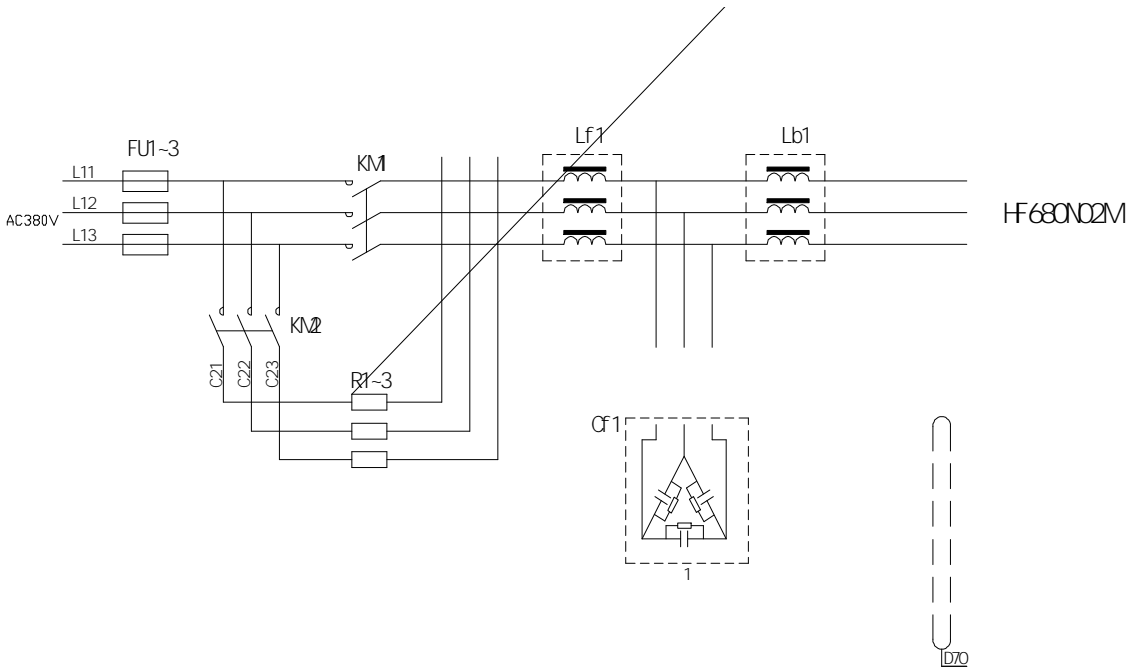 FU1~3
KM1
Lf1
Lb1
L11
L12
AC380V
L13
HF680N02M
KM2
C21
C22
C23
R1~3
Cf1
1
D70